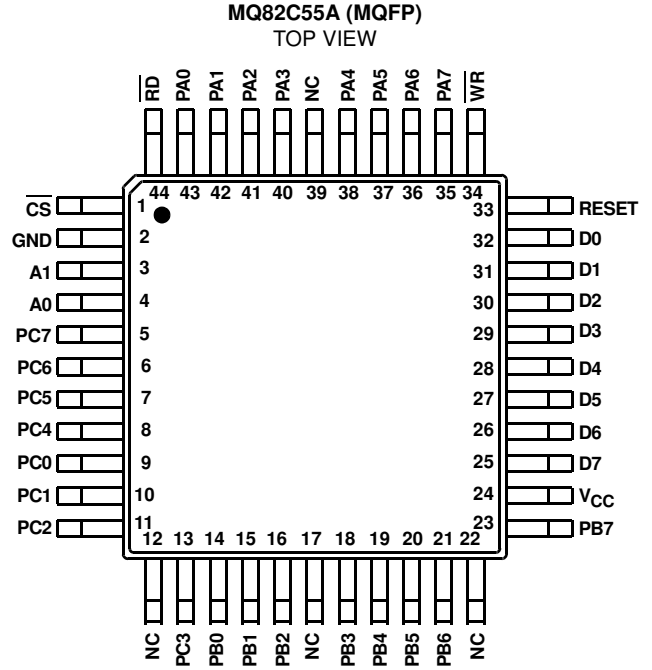 MQ82C55A (MQFP)
TOP VIEW
RD PA0 PA1 PA2 PA3 NC PA4 PA5 PA6 PA7 WR
44 43 42 41 40 39 38 37 36 35 34
CS 1 33 RESET
GND 2 32 D0
A1 3 31 D1
A0 4 30 D2
PC7 5 29 D3
PC6 6 28 D4
PC5 7 27 D5
PC4 8 26 D6
PC0 9 25 D7
PC1 10 24 VCC
PC2 11 23 PB7
12 13 14 15 16 17 18 19 20 21 22
NC PC3 PB0 PB1 PB2 NC PB3 PB4 PB5 PB6 NC